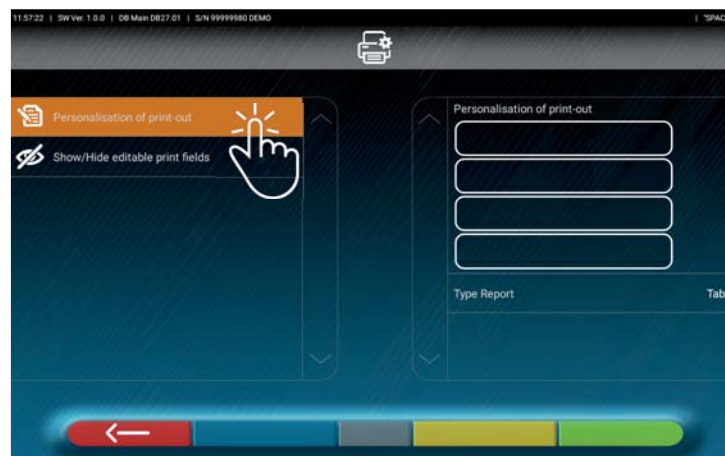 11:57:22 | SW Ver. 1.0.0 | DB Main DB27.01 | S/N 99999980 DEMO
| "SPAC
Personalisation of print-out
Show/Hide editable print fields
Personalisation of print-out
Type Report
Tab